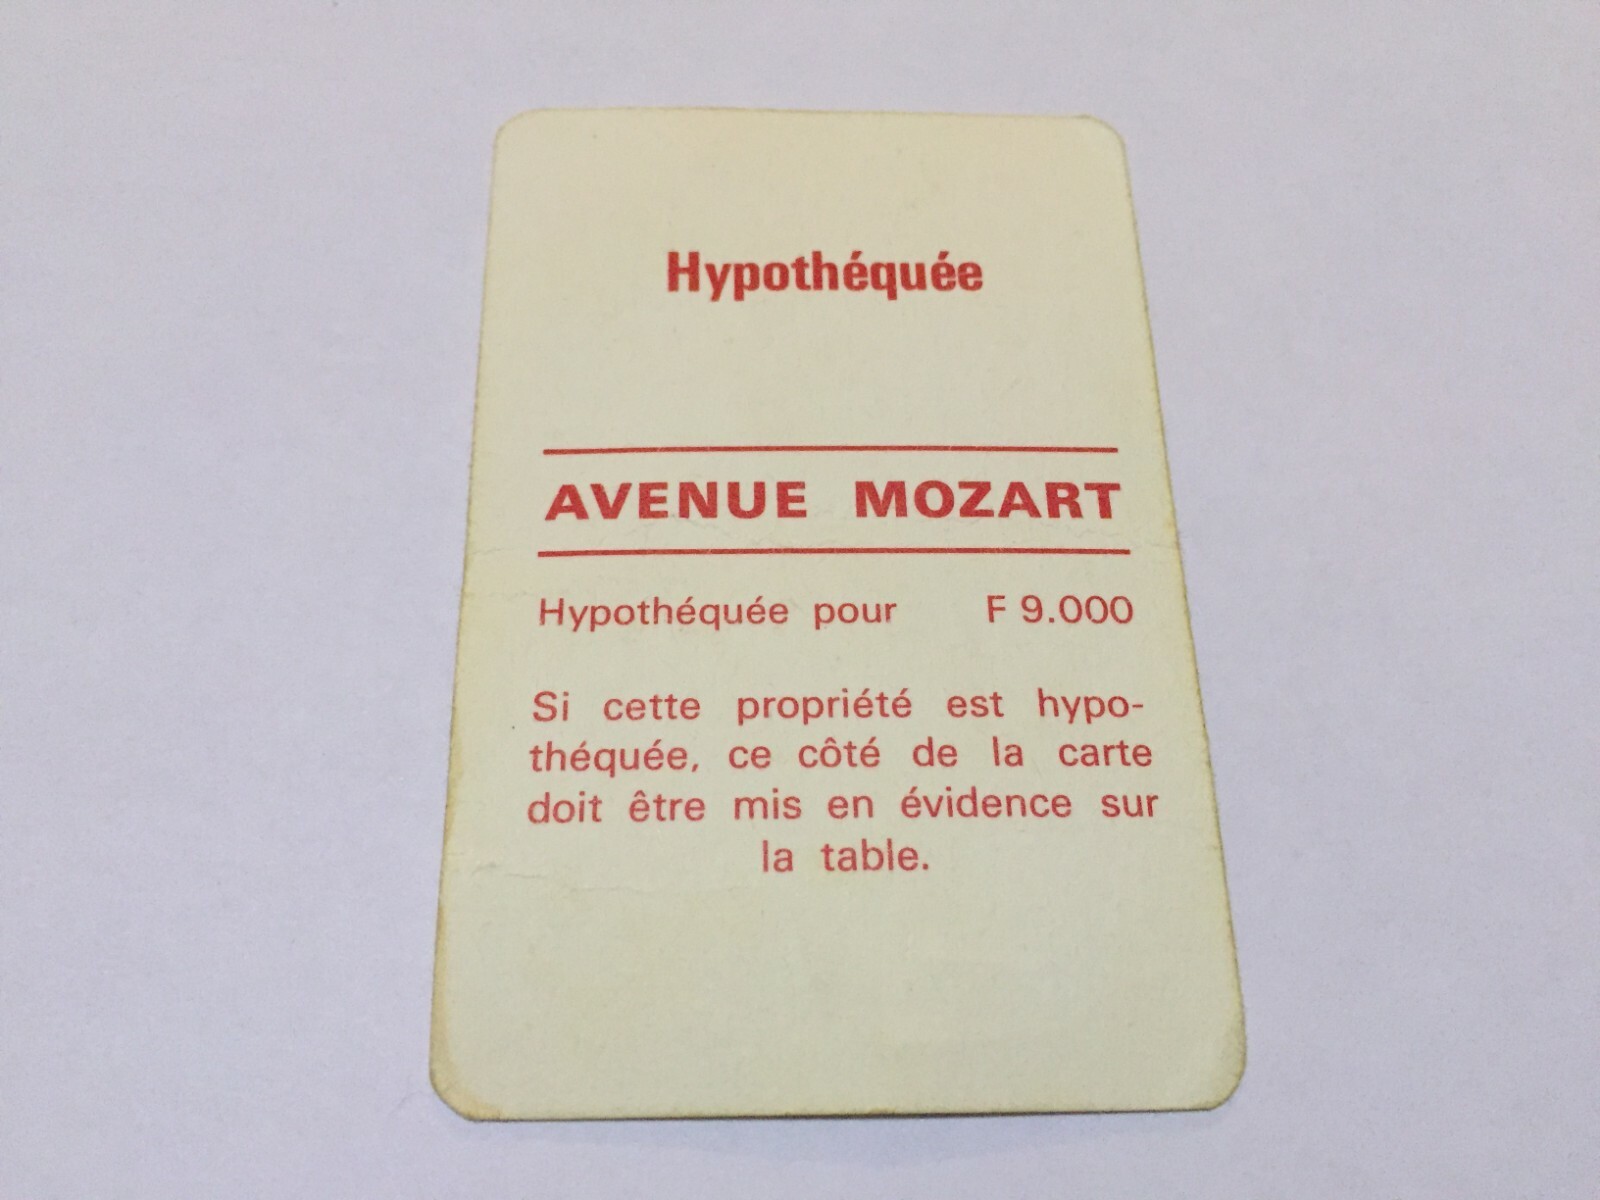 Hypothéquée
AVENUE MOZART
Hypothéquée pour F 9.000
Si cette propriété est hypo-
théquée, ce côté de la carte
doit être mis en évidence sur
la table.